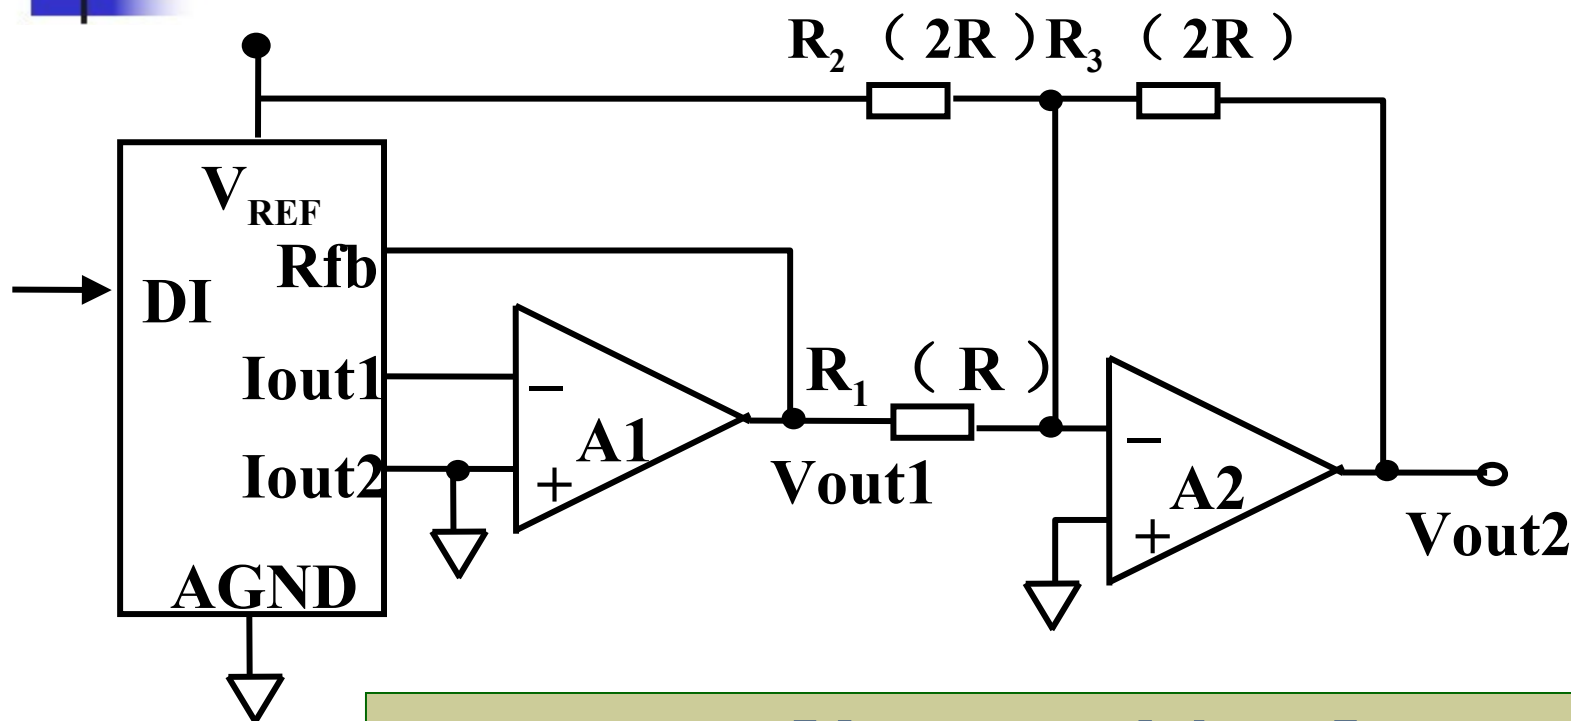 R2 （ 2R ） R3 （ 2R ）
VREF
Rfb
DI
Iout1
R1 （ R ）
－
A1
－
Iout2
＋
Vout1
A2
＋
Vout2
AGND